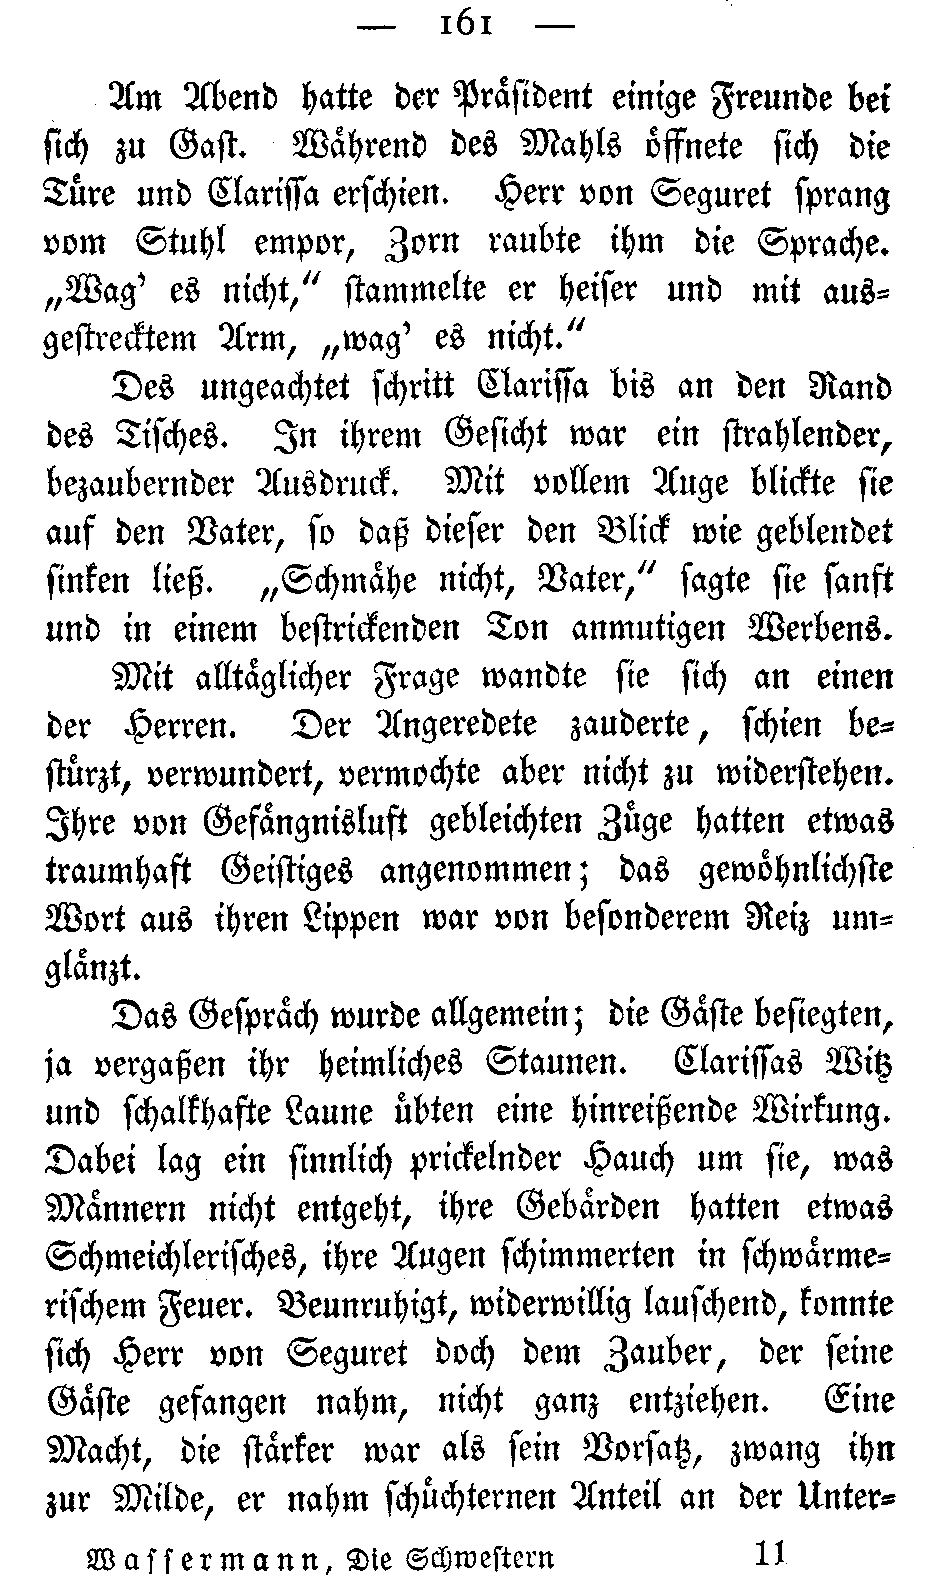 — 161 —
Am Abend hatte der Präsident einige Freunde bei
sich zu Gast. Während des Mahls öffnete sich die
Türe und Clarissa erschien. Herr von Seguret sprang
vom Stuhl empor, Zorn raubte ihm die Sprache.
„Wag’ es nicht,“ stammelte er heiser und mit aus-
gestrecktem Arm, „wag’ es nicht.“
Des ungeachtet schritt Clarissa bis an den Rand
des Tisches. In ihrem Gesicht war ein strahlender,
bezaubernder Ausdruck. Mit vollem Auge blickte sie
auf den Vater, so daß dieser den Blick wie geblendet
sinken ließ. „Schmähe nicht, Vater,“ sagte sie sanft
und in einem bestrickenden Ton anmutigen Werbens.
Mit alltäglicher Frage wandte sie sich an einen
der Herren. Der Angeredete zauderte, schien be-
stürzt, verwundert, vermochte aber nicht zu widerstehen.
Ihre von Gefängnisluft gebleichten Züge hatten etwas
traumhaft Geistiges angenommen; das gewöhnlichste
Wort aus ihren Lippen war von besonderem Reiz um-
glänzt.
Das Gespräch wurde allgemein; die Gäste besiegten,
ja vergaßen ihr heimliches Staunen. Clarissas Witz
und schalkhafte Laune übten eine hinreißende Wirkung.
Dabei lag ein sinnlich prickelnder Hauch um sie, was
Männern nicht entgeht, ihre Gebärden hatten etwas
Schmeichlerisches, ihre Augen schimmerten in schwärme-
rischem Feuer. Beunruhigt, widerwillig lauschend, konnte
sich Herr von Seguret doch dem Zauber, der seine
Gäste gefangen nahm, nicht ganz entziehen. Eine
Macht, die stärker war als sein Vorsatz, zwang ihn
zur Milde, er nahm schüchternen Anteil an der Unter-
Wassermann, Die Schwestern 11